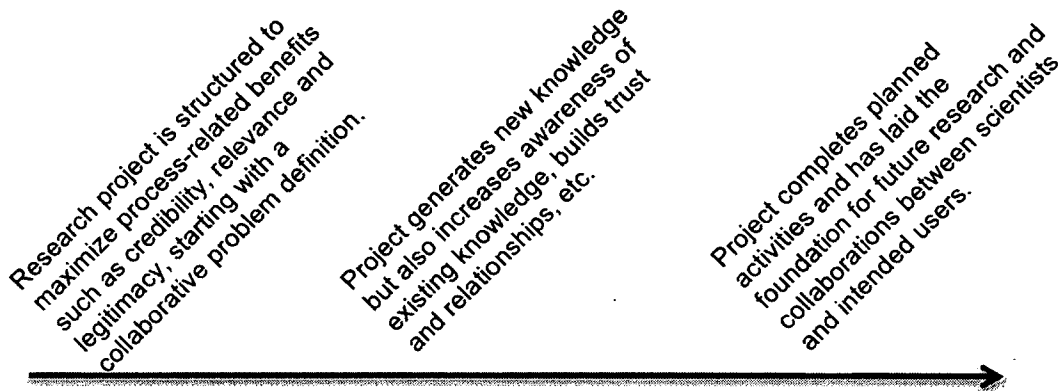 Research project is structured to
maximize process-related benefits
such as credibility, relevance and
legitimacy, starting with a
collaborative problem definition.
Project generates new knowledge
but also increases awareness of
existing knowledge, builds trust
and relationships, etc.
Project completes planned
activities and has laid the
foundation for future research and
collaborations between scientists
and intended users.